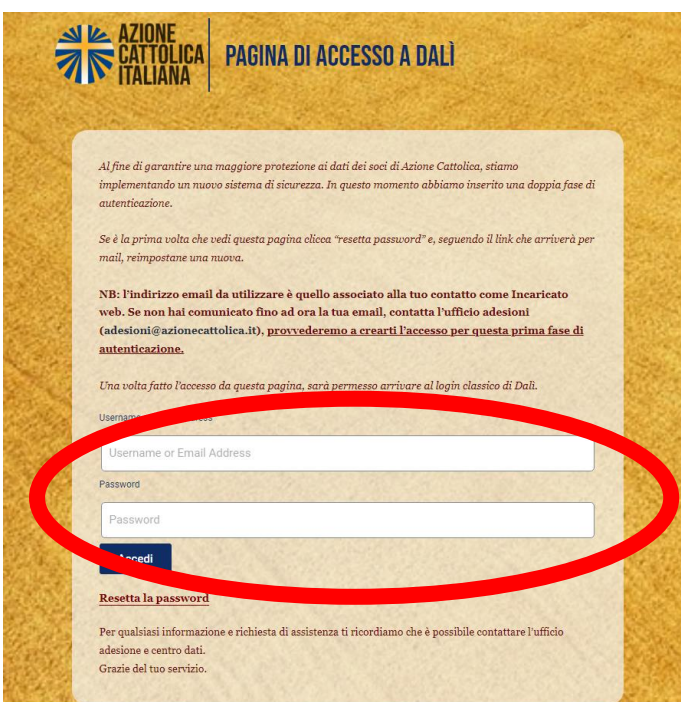 AZIONE
CATTOLICA
ITALIANA
PAGINA DI ACCESSO A DALÌ
Al fine di garantire una maggiore protezione ai dati dei soci di Azione Cattolica, stiamo
implementando un nuovo sistema di sicurezza. In questo momento abbiamo inserito una doppia fase di
autenticazione.
Se è la prima volta che vedi questa pagina clicca “resetta password” e, seguendo il link che arriverà per
mail, reimpostane una nuova.
NB: l’indirizzo email da utilizzare è quello associato alla tuo contatto come Incaricato
web. Se non hai comunicato fino ad ora la tua email, contatta l’ufficio adesioni
(adesioni@azionecattolica.it), provvederemo a crearti l’accesso per questa prima fase di
autenticazione.
Una volta fatto l’accesso da questa pagina, sarà permesso arrivare al login classico di Dalì.
Username
Username or Email Address
Password
Password
Accedi
Resetta la password
Per qualsiasi informazione e richiesta di assistenza ti ricordiamo che è possibile contattare l’ufficio
adesione e centro dati.
Grazie del tuo servizio.